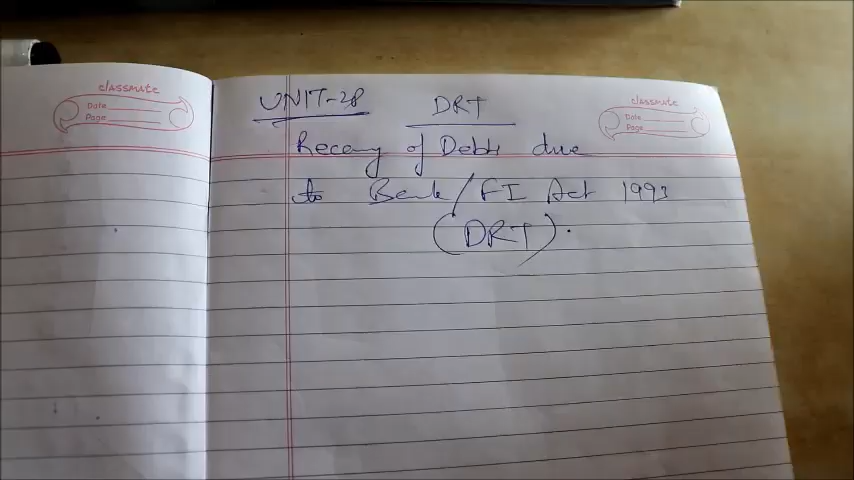 classmate
Date
Page
classmate
Date
Page
UNIT-28 DRT
Recovery of Debts due
to Bank/FI Act 1993
(DRT).